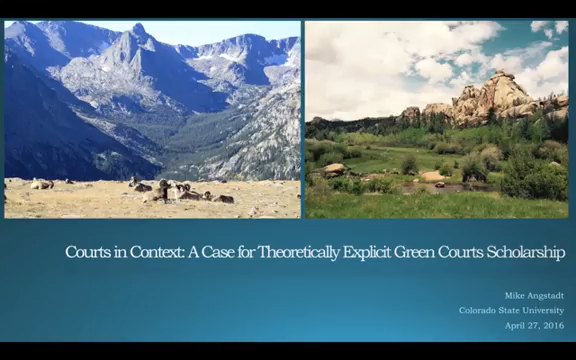 Courts in Context: A Case for Theoretically Explicit Green Courts Scholarship
Mike Angstadt
Colorado State University
April 27, 2016